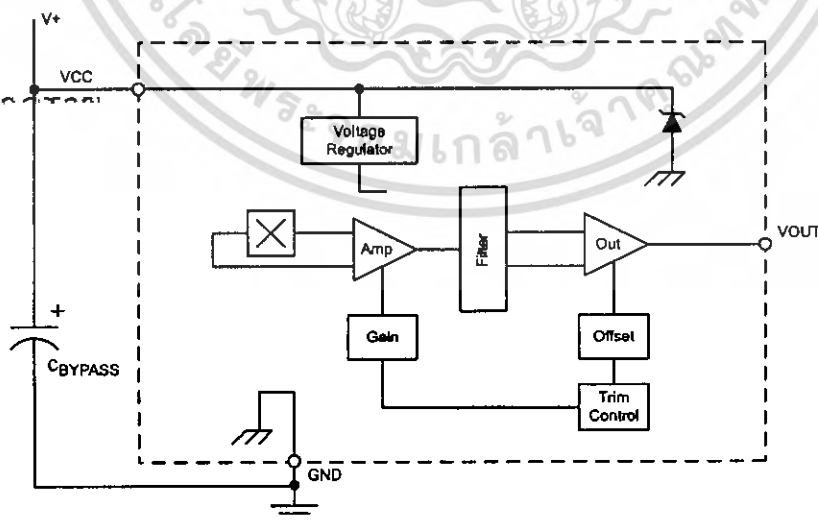 V+
VCC
Voltage
Regulator
Amp
Filter
Out
VOUT
Gain
Offset
Trim
Control
+
CBYPASS
GND